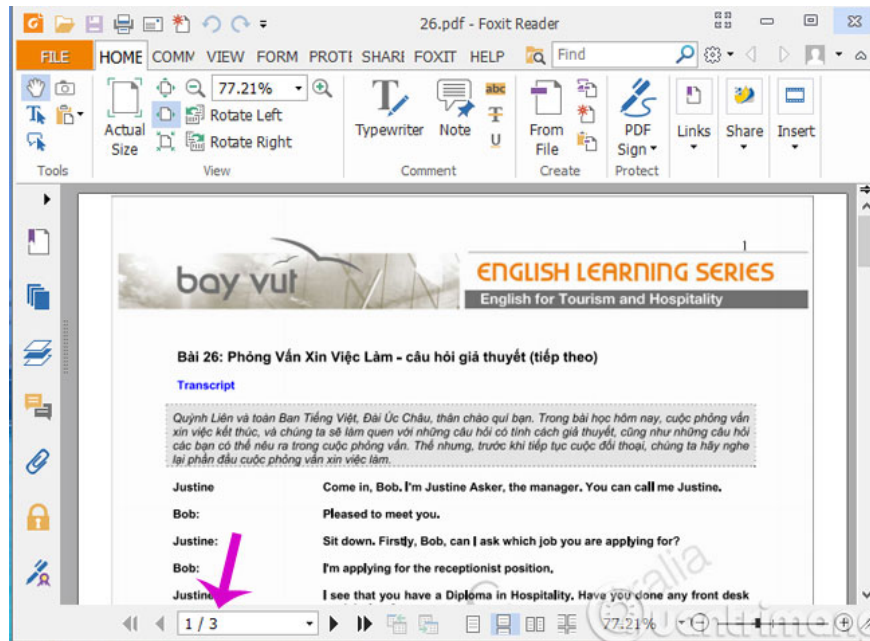 26.pdf - Foxit Reader
FILE HOME COMM VIEW FORM PROTI SHARI FOXIT HELP Find
77.21%
Rotate Left
Rotate Right
Actual Size
Typewriter Note
abc
T
U
From File
PDF Sign
Links Share Insert
Tools View Comment Create Protect
1
bay vút
ENGLISH LEARNING SERIES
English for Tourism and Hospitality
Bài 26: Phỏng Vấn Xin Việc Làm - câu hỏi giả thuyết (tiếp theo)
Transcript
Quỳnh Liên và toàn Ban Tiếng Việt, Đài Úc Châu, thân chào quí bạn. Trong bài học hôm nay, cuộc phỏng vấn
xin việc kết thúc, và chúng ta sẽ làm quen với những câu hỏi có tính cách giả thuyết, cũng như những câu hỏi
các bạn có thể nêu ra trong cuộc phỏng vấn. Thế nhưng, trước khi tiếp tục cuộc đối thoại, chúng ta hãy nghe
lại phần đầu cuộc phỏng vấn xin việc làm.
Justine Come in, Bob. I'm Justine Asker, the manager. You can call me Justine.
Bob: Pleased to meet you.
Justine: Sit down. Firstly, Bob, can I ask which job you are applying for?
Bob: I'm applying for the receptionist position.
Justine I see that you have a Diploma in Hospitality. Have you done any front desk
1 / 3
77.21%